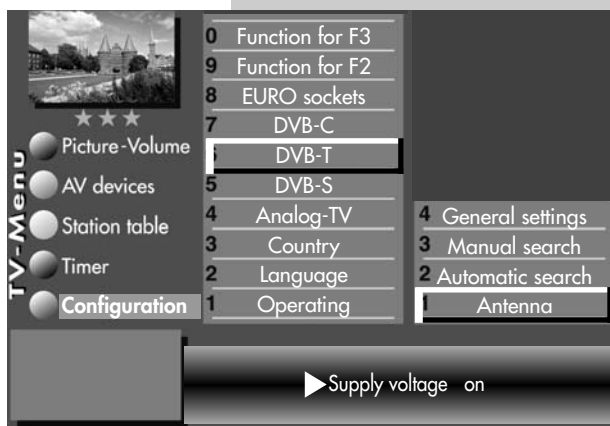 TV-Menu
Picture-Volume
AV devices
Station table
Timer
Configuration
0 Function for F3
9 Function for F2
8 EURO sockets
7 DVB-C
DVB-T
5 DVB-S
4 Analog-TV
3 Country
2 Language
1 Operating
4 General settings
3 Manual search
2 Automatic search
1 Antenna
Supply voltage on